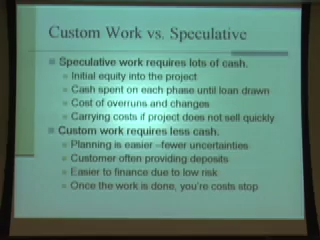 Custom Work vs. Speculative
Speculative work requires lots of cash.
Initial equity into the project
Cash spent on each phase until loan drawn
Cost of overruns and changes
Carrying costs if project does not sell quickly
Custom work requires less cash.
Planning is easier –fewer uncertainties
Customer often providing deposits
Easier to finance due to low risk
Once the work is done, you're costs stop